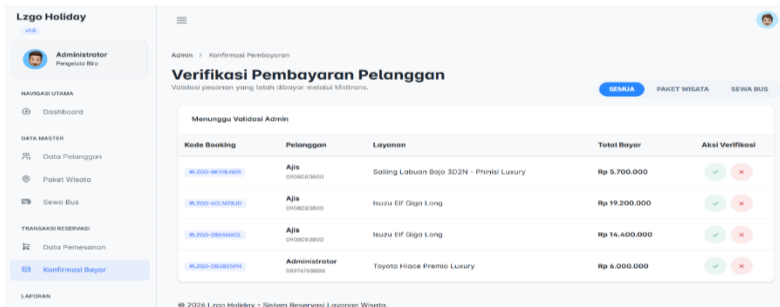 Lzgo Holiday
v1.0
Administrator
Pengelola Biro
NAVIGASI UTAMA
Dashboard
DATA MASTER
Data Pelanggan
Paket Wisata
Sewa Bus
TRANSAKSI RESERVASI
Data Pemesanan
Konfirmasi Bayar
LAPORAN
Admin > Konfirmasi Pembayaran
Verifikasi Pembayaran Pelanggan
Validasi pesanan yang telah dibayar melalui Midtrans.
SEMUA PAKET WISATA SEWA BUS
Menunggu Validasi Admin
Kode Booking Pelanggan Layanan Total Bayar Aksi Verifikasi
Ajis Sailing Labuan Bajo 3D2N - Phinisi Luxury Rp 5.700.000
0908080800
Ajis Isuzu Elf Giga Long Rp 19.200.000
0908080800
Ajis Isuzu Elf Giga Long Rp 14.400.000
0908080800
Administrator Toyota Hiace Premio Luxury Rp 6.000.000
08976768888
© 2026 Lzgo Holiday - Sistem Reservasi Layanan Wisata.